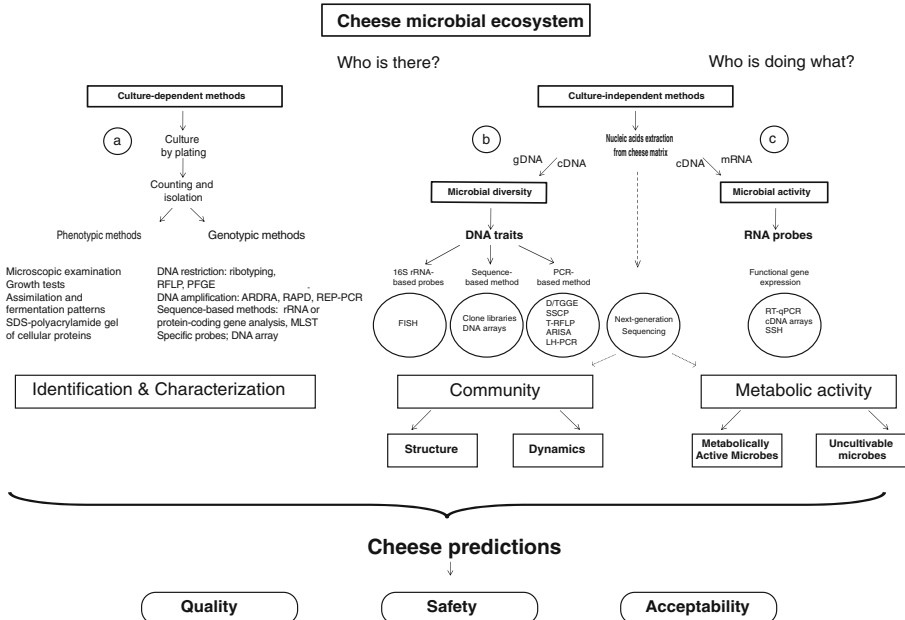 Cheese microbial ecosystem
Who is there?
Who is doing what?
Culture-dependent methods
Culture-independent methods
a
Culture
by plating
Counting and
isolation
Phenotypic methods
Genotypic methods
Microscopic examination
Growth tests
Assimilation and
fermentation patterns
SDS-polyacrylamide gel
of cellular proteins
DNA restriction: ribotyping,
RFLP, PFGE ,
DNA amplification: ARDRA, RAPD, REP-PCR
Sequence-based methods: rRNA or
protein-coding gene analysis, MLST
Specific probes; DNA array
Identification & Characterization
b
Nucleic acids extraction
from cheese matrix
c
gDNA
cDNA
cDNA
mRNA
Microbial diversity
Microbial activity
DNA traits
RNA probes
16S rRNA-
based probes
Sequence-
based method
PCR-
based method
Functional gene
expression
FISH
Clone libraries
DNA arrays
D/TGGE
SSCP
T-RFLP
ARISA
LH-PCR
Next-generation
Sequencing
RT-qPCR
cDNA arrays
SSH
Community
Metabolic activity
Structure
Dynamics
Metabolically
Active Microbes
Uncultivable
microbes
Cheese predictions
Quality
Safety
Acceptability